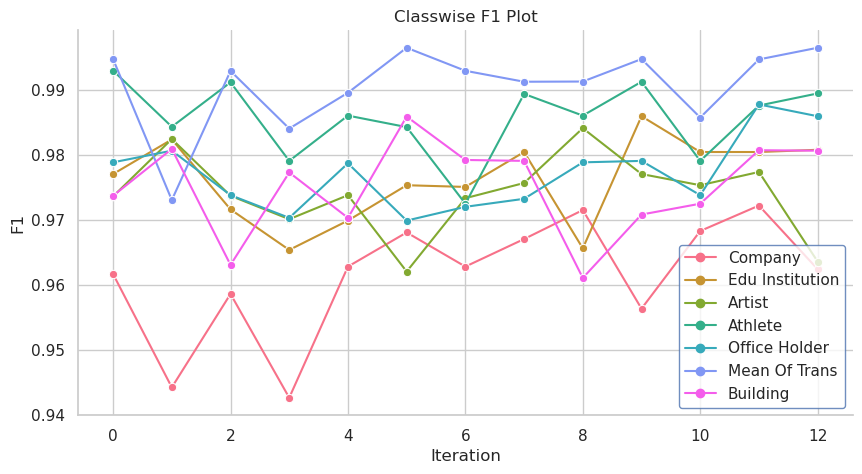 Classwise F1 Plot
F1
0.99
0.98
0.97
0.96
0.95
0.94
0
2
4
6
8
10
12
Iteration
Company
Edu Institution
Artist
Athlete
Office Holder
Mean Of Trans
Building